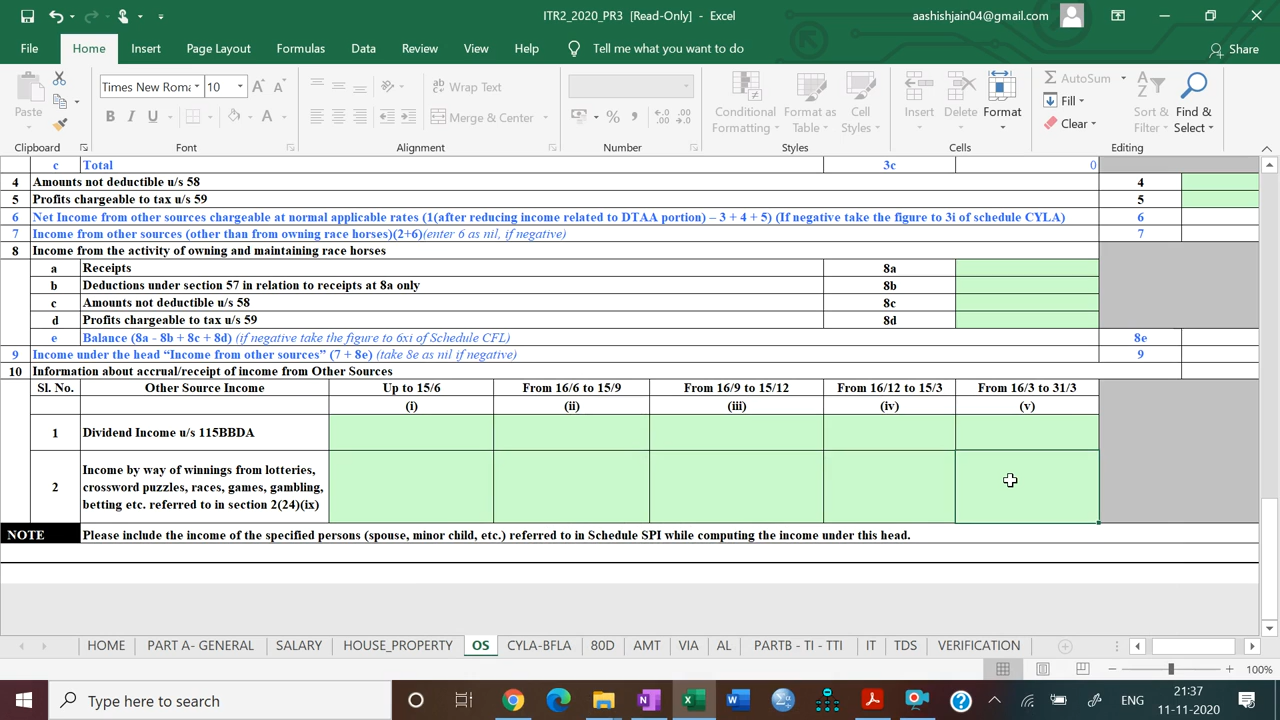 ITR2_2020_PR3 [Read-Only] - Excel
aashishjain04@gmail.com
File Home Insert Page Layout Formulas Data Review View Help Tell me what you want to do Share
Paste
Times New Roma 10
B I U
Wrap Text
Merge & Center
%
Conditional Formatting
Format as Table
Cell Styles
Insert
Delete
Format
AutoSum
Fill
Clear
Sort & Filter
Find & Select
Clipboard Font Alignment Number Styles Cells Editing
c Total 3c 0
4 Amounts not deductible u/s 58 4
5 Profits chargeable to tax u/s 59 5
6 Net Income from other sources chargeable at normal applicable rates (1(after reducing income related to DTAA portion) – 3 + 4 + 5) (If negative take the figure to 3i of schedule CYLA) 6
7 Income from other sources (other than from owning race horses)(2+6)(enter 6 as nil, if negative) 7
8 Income from the activity of owning and maintaining race horses
a Receipts 8a
b Deductions under section 57 in relation to receipts at 8a only 8b
c Amounts not deductible u/s 58 8c
d Profits chargeable to tax u/s 59 8d
e Balance (8a - 8b + 8c + 8d) (if negative take the figure to 6xi of Schedule CFL) 8e
9 Income under the head “Income from other sources” (7 + 8e) (take 8e as nil if negative) 9
10 Information about accrual/receipt of income from Other Sources
Sl. No. Other Source Income Up to 15/6 From 16/6 to 15/9 From 16/9 to 15/12 From 16/12 to 15/3 From 16/3 to 31/3
(i) (ii) (iii) (iv) (v)
1 Dividend Income u/s 115BBDA
2 Income by way of winnings from lotteries,
crossword puzzles, races, games, gambling,
betting etc. referred to in section 2(24)(ix)
NOTE Please include the income of the specified persons (spouse, minor child, etc.) referred to in Schedule SPI while computing the income under this head.
HOME PART A- GENERAL SALARY HOUSE_PROPERTY OS CYLA-BFLA 80D AMT VIA AL PARTB - TI - TTI IT TDS VERIFICATION
100%
Type here to search
ENG
21:37
11-11-2020